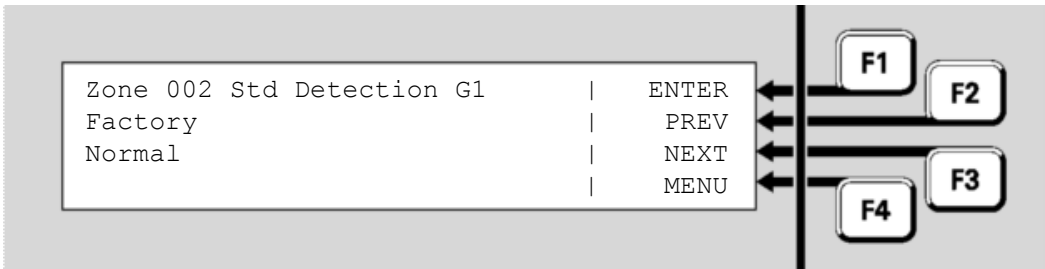 Zone 002 Std Detection G1 | ENTER
Factory | PREV
Normal | NEXT
| MENU
F1
F2
F3
F4